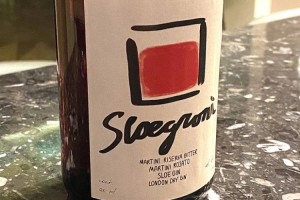 Sloegroni
MARTINI RISERVA BITTER
MARTINI ROSATO
SLOE GIN
LONDON DRY GIN